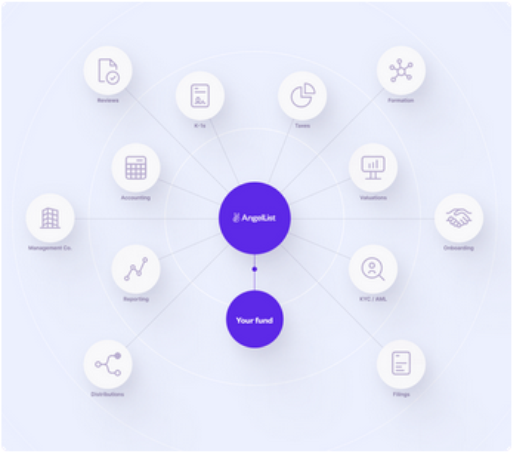 Reviews
Formation
K-1s
Taxes
Accounting
Valuations
AngelList
Management Co.
Onboarding
Reporting
KYC / AML
Your fund
Distributions
Filings